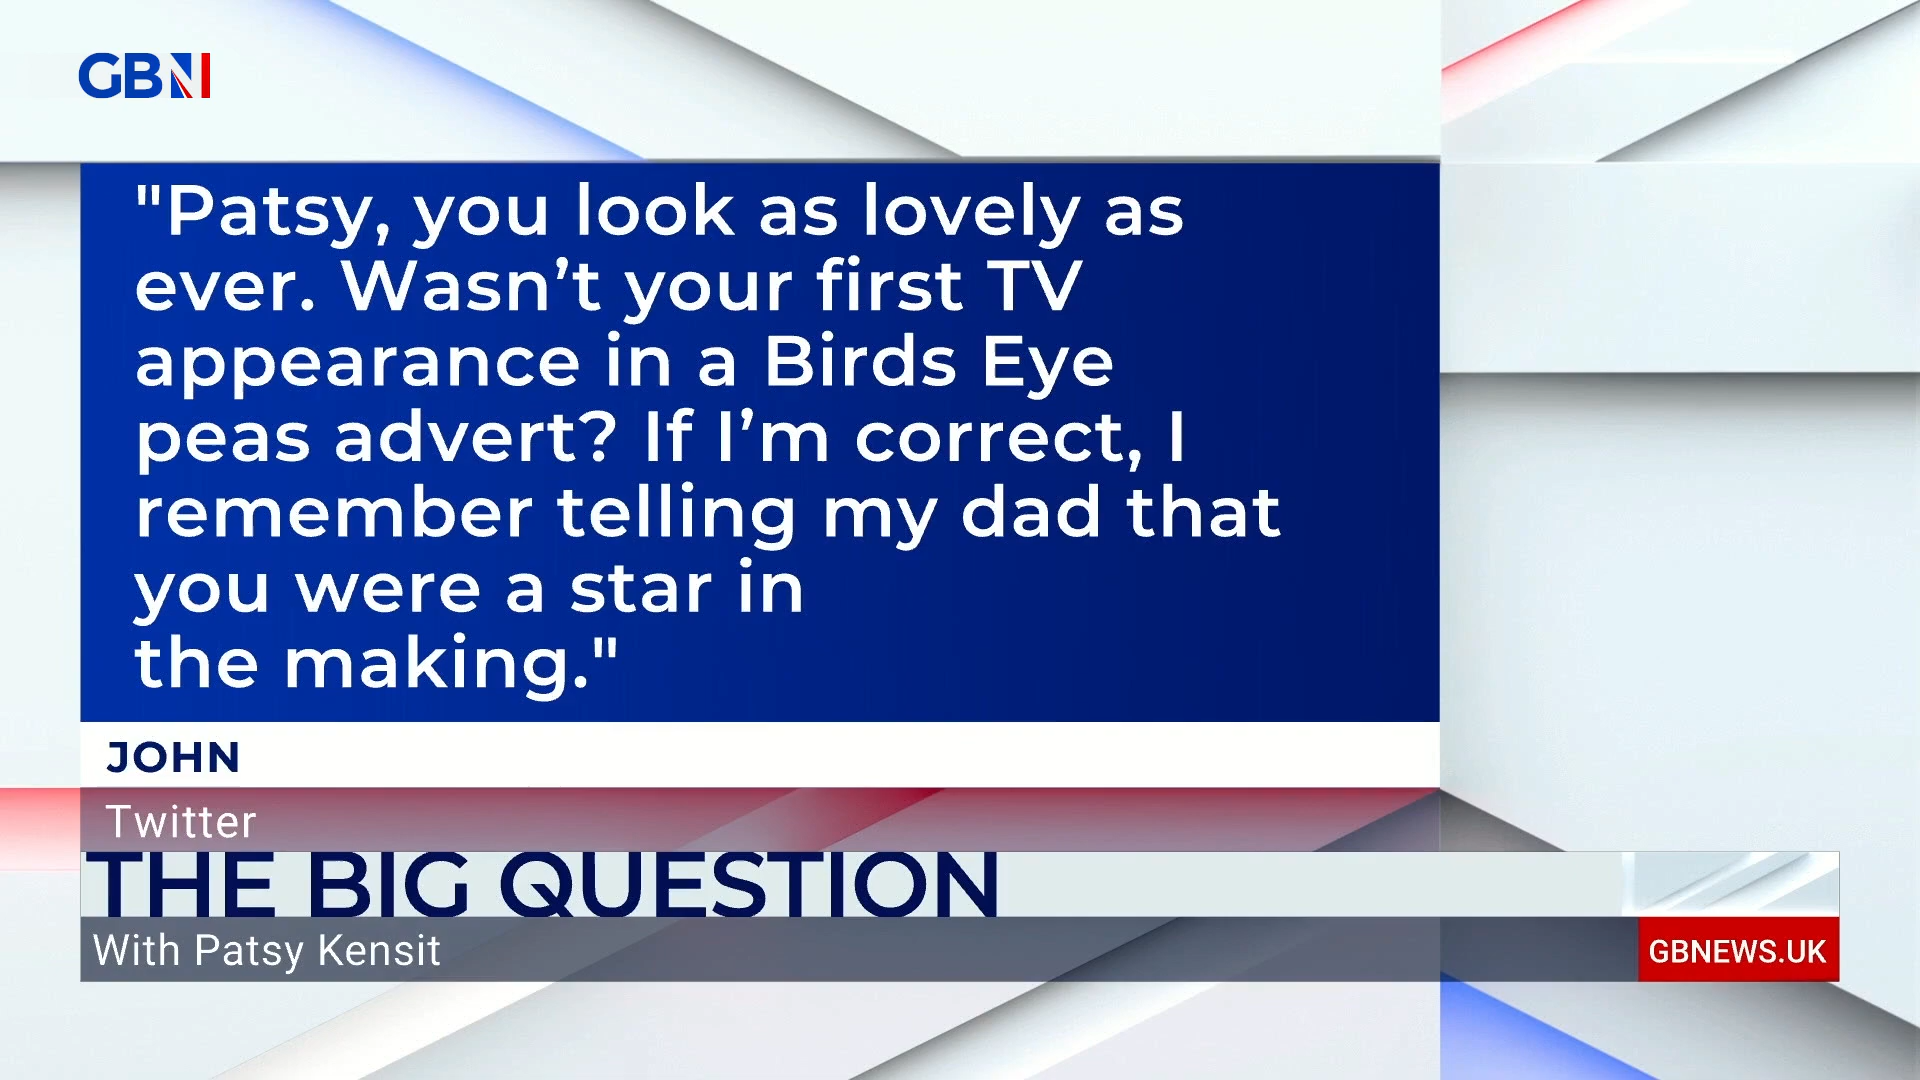 GBN
"Patsy, you look as lovely as
ever. Wasn’t your first TV
appearance in a Birds Eye
peas advert? If I’m correct, I
remember telling my dad that
you were a star in
the making."
JOHN
Twitter
THE BIG QUESTION
With Patsy Kensit
GBNEWS.UK